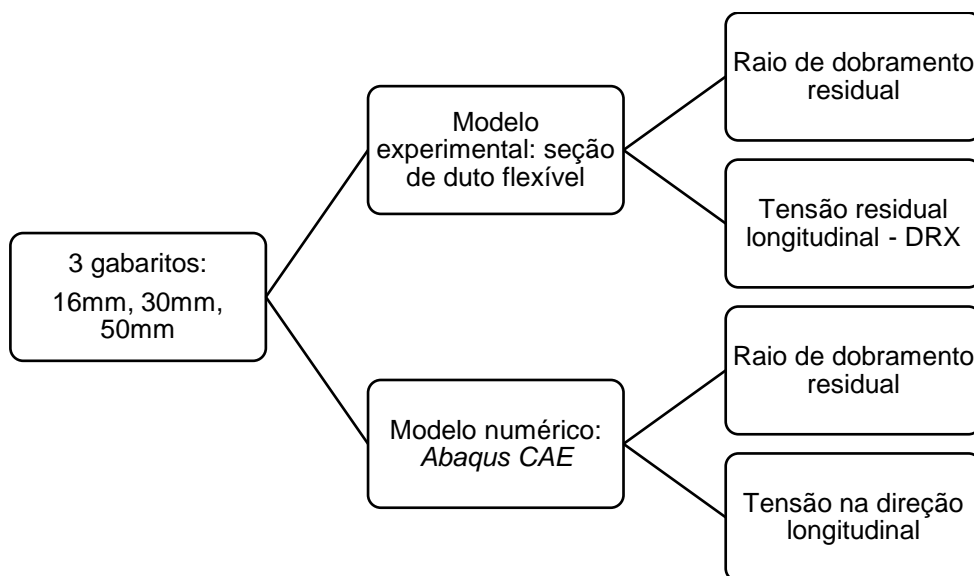 3 gabaritos:
16mm, 30mm,
50mm
Modelo
experimental: seção
de duto flexível
Raio de dobramento
residual
Tensão residual
longitudinal - DRX
Modelo numérico:
Abaqus CAE
Raio de dobramento
residual
Tensão na direção
longitudinal